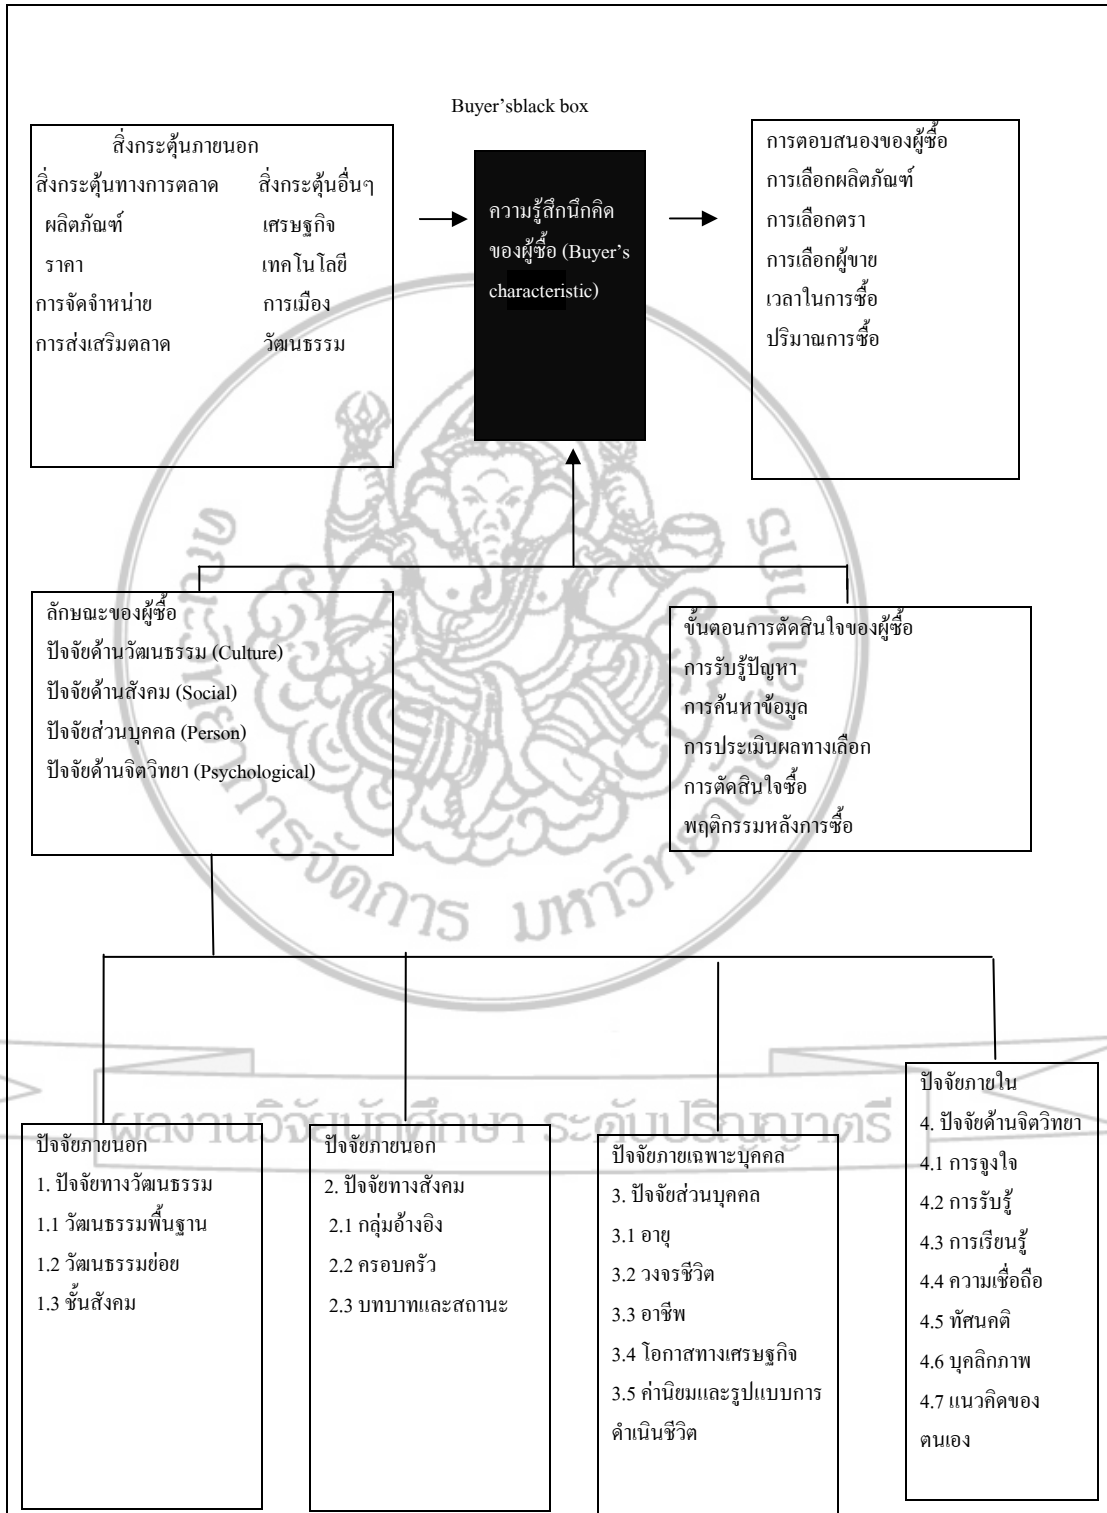 Buyer'sblack box
สิ่งกระตุ้นภายนอก
สิ่งกระตุ้นทางการตลาด สิ่งกระตุ้นอื่นๆ
ผลิตภัณฑ์ เศรษฐกิจ
ราคา เทคโนโลยี
การจัดจำหน่าย การเมือง
การส่งเสริมตลาด วัฒนธรรม
ความรู้สึกนึกคิด
ของผู้ซื้อ (Buyer's
characteristic)
การตอบสนองของผู้ซื้อ
การเลือกผลิตภัณฑ์
การเลือกตรา
การเลือกผู้ขาย
เวลาในการซื้อ
ปริมาณการซื้อ
ลักษณะของผู้ซื้อ
ปัจจัยด้านวัฒนธรรม (Culture)
ปัจจัยด้านสังคม (Social)
ปัจจัยส่วนบุคคล (Person)
ปัจจัยด้านจิตวิทยา (Psychological)
ขั้นตอนการตัดสินใจของผู้ซื้อ
การรับรู้ปัญหา
การค้นหาข้อมูล
การประเมินผลทางเลือก
การตัดสินใจซื้อ
พฤติกรรมหลังการซื้อ
การจัดการ มหาวิทยาลัย
ผลงานวิจัยนักศึกษา ระดับปริญญาตรี
ปัจจัยภายนอก
1. ปัจจัยทางวัฒนธรรม
1.1 วัฒนธรรมพื้นฐาน
1.2 วัฒนธรรมย่อย
1.3 ชั้นสังคม
ปัจจัยภายนอก
2. ปัจจัยทางสังคม
2.1 กลุ่มอ้างอิง
2.2 ครอบครัว
2.3 บทบาทและสถานะ
ปัจจัยภายเฉพาะบุคคล
3. ปัจจัยส่วนบุคคล
3.1 อายุ
3.2 วงจรชีวิต
3.3 อาชีพ
3.4 โอกาสทางเศรษฐกิจ
3.5 ค่านิยมและรูปแบบการ
ดำเนินชีวิต
ปัจจัยภายใน
4. ปัจจัยด้านจิตวิทยา
4.1 การจูงใจ
4.2 การรับรู้
4.3 การเรียนรู้
4.4 ความเชื่อถือ
4.5 ทัศนคติ
4.6 บุคลิกภาพ
4.7 แนวคิดของ
ตนเอง